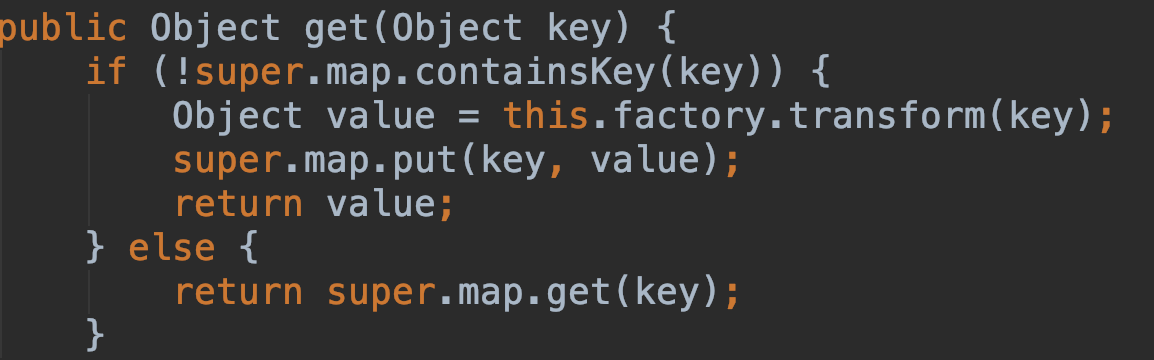 public Object get(Object key) {
if (!super.map.containsKey(key)) {
Object value = this.factory.transform(key);
super.map.put(key, value);
return value;
} else {
return super.map.get(key);
}